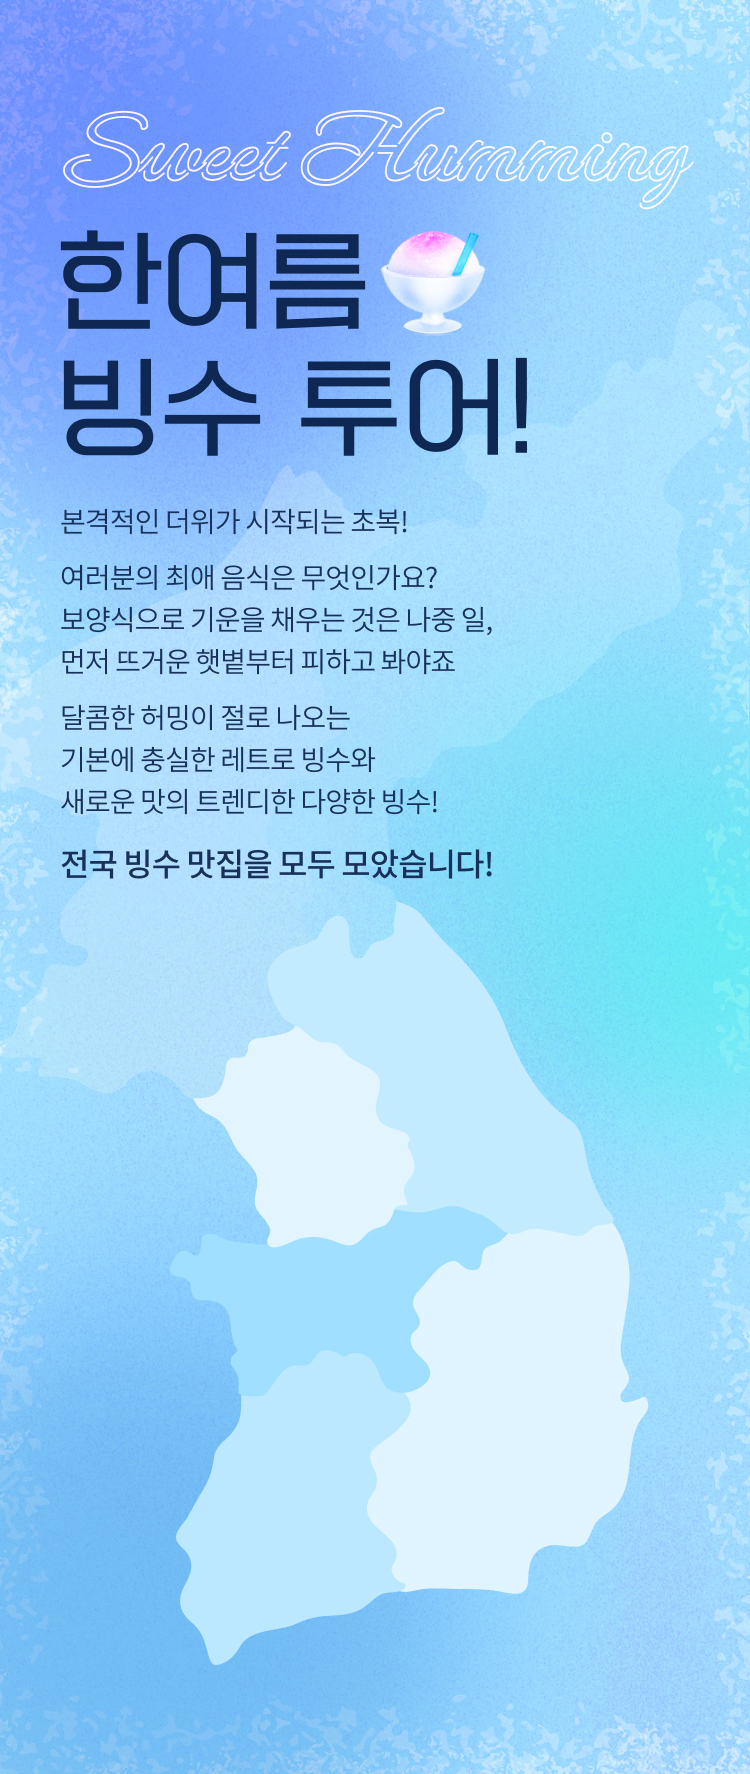 Sweet Humming
한여름
빙수 투어!
본격적인 더위가 시작되는 초복!
여러분의 최애 음식은 무엇인가요?
보양식으로 기운을 채우는 것은 나중 일,
먼저 뜨거운 햇볕부터 피하고 봐야죠
달콤한 허밍이 절로 나오는
기본에 충실한 레트로 빙수와
새로운 맛의 트렌디한 다양한 빙수!
전국 빙수 맛집을 모두 모았습니다!